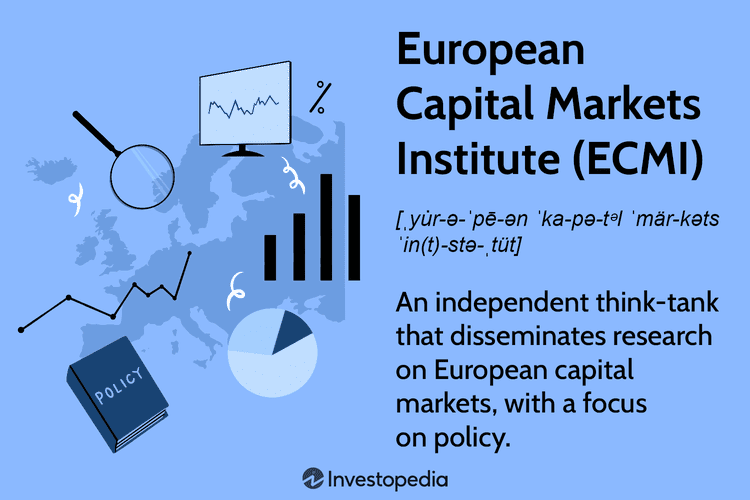 European
Capital Markets
Institute (ECMI)
[ˌyu̇r-ə-ˈpē-ən ˈka-pə-tᵊl ˈmär-kəts
ˈin(t)-stə-ˌtüt]
An independent think-tank
that disseminates research
on European capital
markets, with a focus
on policy.
%
POLICY
Investopedia